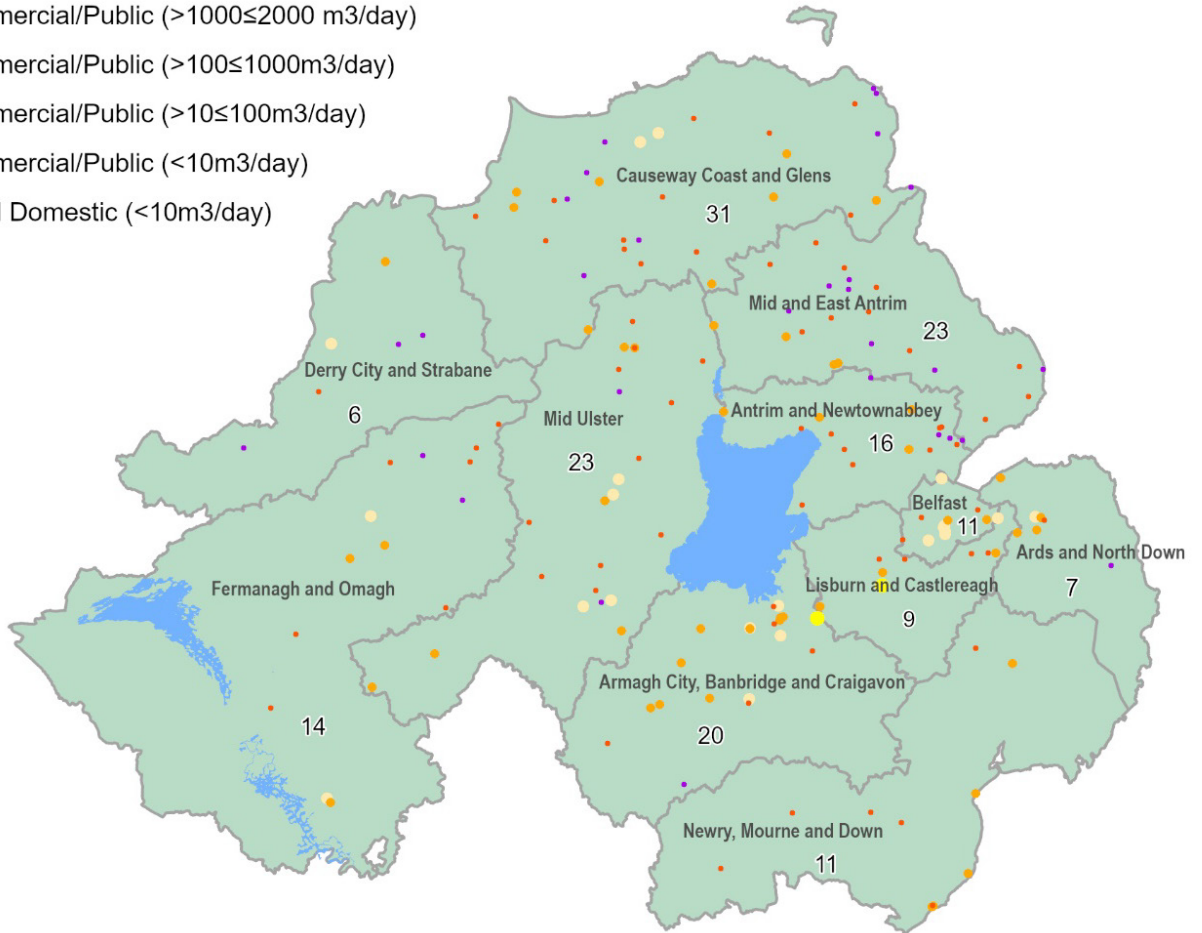 mercial/Public (>1000≤2000 m3/day)
mercial/Public (>100≤1000m3/day)
mercial/Public (>10≤100m3/day)
mercial/Public (<10m3/day)
Domestic (<10m3/day)
Causeway Coast and Glens
31
Mid and East Antrim
23
Derry City and Strabane
6
Mid Ulster
23
Antrim and Newtownabbey
16
Belfast
11
Ards and North Down
7
Fermanagh and Omagh
14
Lisburn and Castlereagh
9
Armagh City, Banbridge and Craigavon
20
Newry, Mourne and Down
11